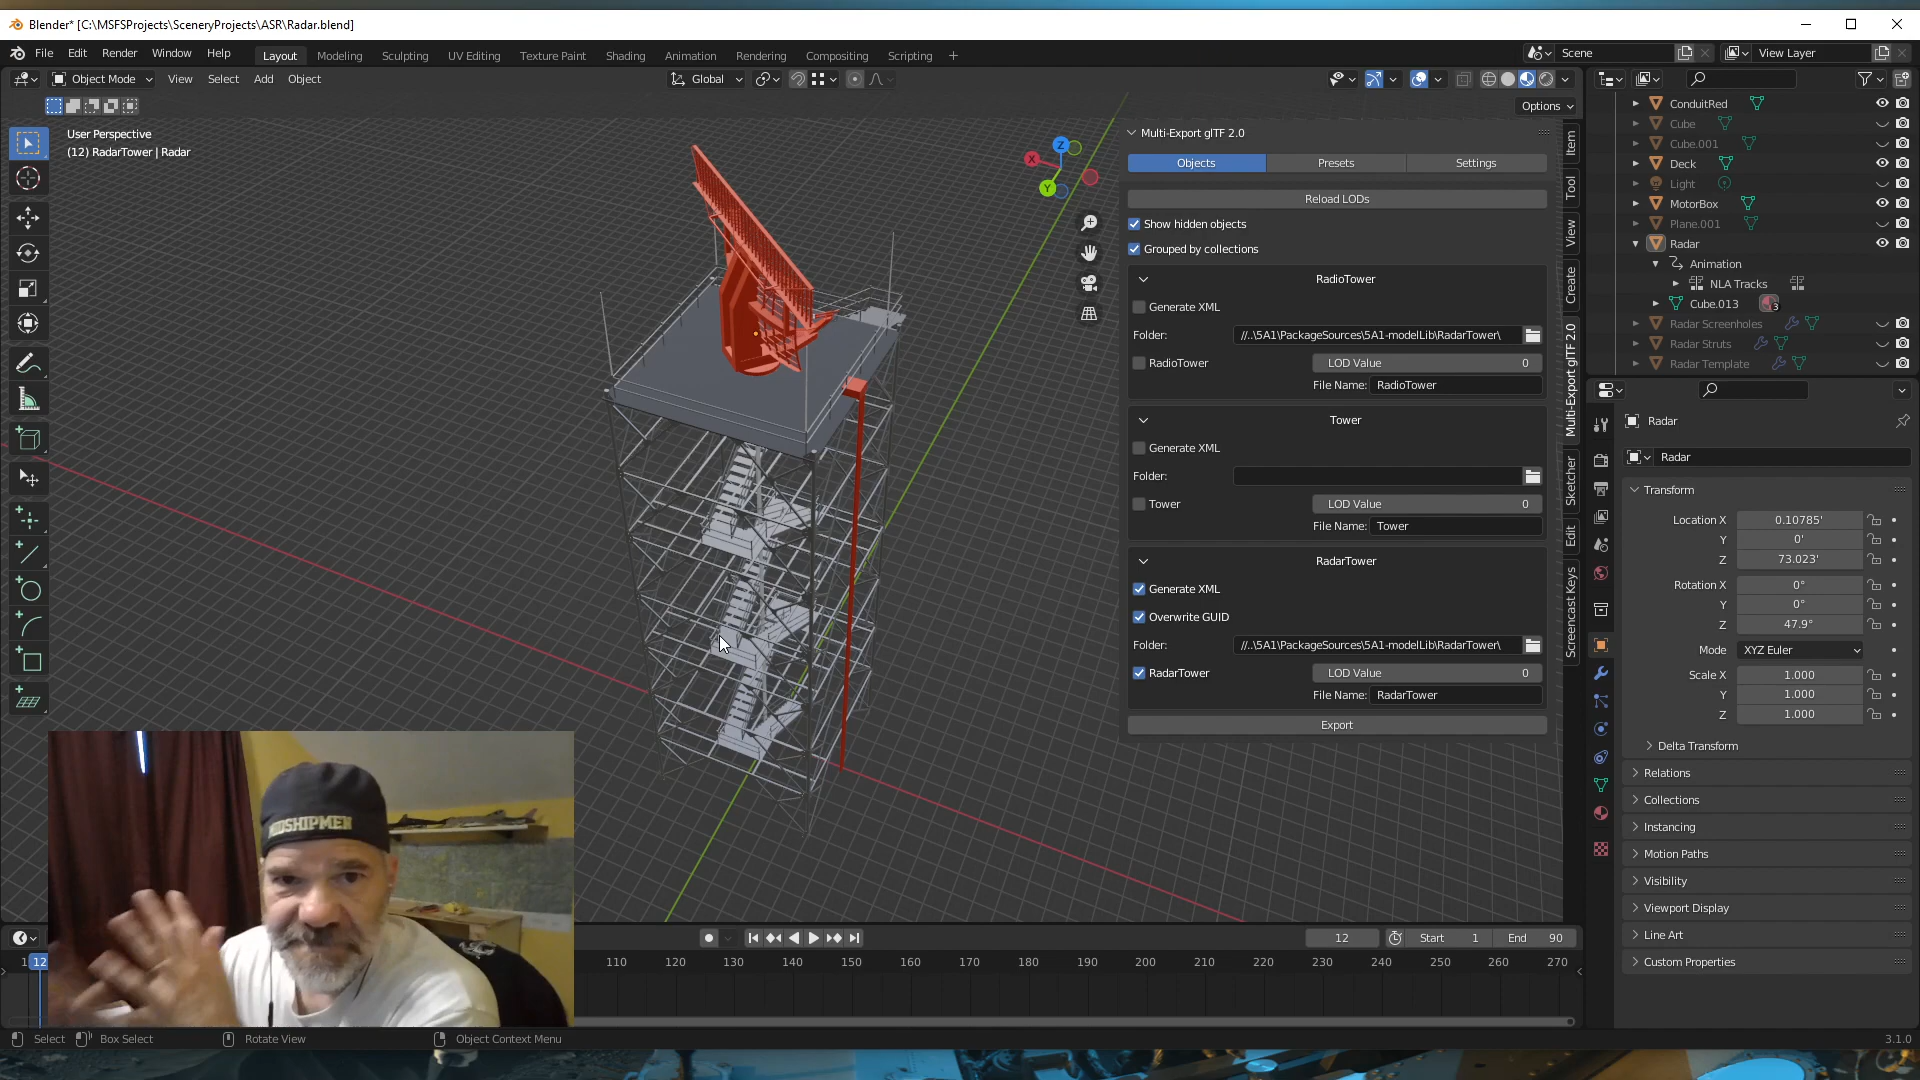 Blender* [C:\MSFSProjects\SceneryProjects\ASR\Radar.blend]
File Edit Render Window Help
Layout Modeling Sculpting UV Editing Texture Paint Shading Animation Rendering Compositing Scripting +
Scene
View Layer
Object Mode View Select Add Object
Global
Options
User Perspective
(12) RadarTower | Radar
X
Y
Z
Multi-Export glTF 2.0
Objects Presets Settings
Reload LODs
Show hidden objects
Grouped by collections
RadioTower
Generate XML
Folder: //..\5A1\PackageSources\5A1-modelLib\RadarTower\
RadioTower LOD Value 0
File Name: RadioTower
Tower
Generate XML
Folder:
Tower LOD Value 0
File Name: Tower
RadarTower
Generate XML
Overwrite GUID
Folder: //..\5A1\PackageSources\5A1-modelLib\RadarTower\
RadarTower LOD Value 0
File Name: RadarTower
Export
Item
Tool
View
Create
Multi-Export glTF 2.0
Sketcher
Edit
Screencast Keys
ConduitRed
Cube
Cube.001
Deck
Light
MotorBox
Plane.001
Radar
Animation
NLA Tracks
Cube.013 3
Radar Screenholes
Radar Struts
Radar Template
Radar
Radar
Transform
Location X 0.10785'
Y 0'
Z 73.023'
Rotation X 0°
Y 0°
Z 47.9°
Mode XYZ Euler
Scale X 1.000
Y 1.000
Z 1.000
Delta Transform
Relations
Collections
Instancing
Motion Paths
Visibility
Viewport Display
Line Art
Custom Properties
MIDSHIPMEN
12 Start 1 End 90
1 12 110 120 130 140 150 160 170 180 190 200 210 220 230 240 250 260 270
Select Box Select Rotate View Object Context Menu
3.1.0